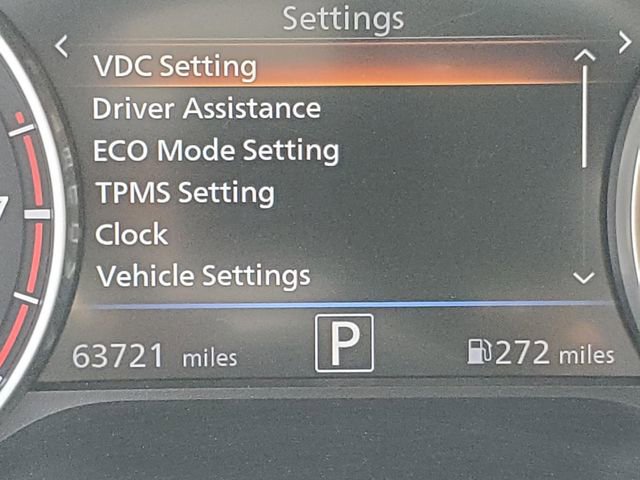 Settings
VDC Setting
Driver Assistance
ECO Mode Setting
TPMS Setting
Clock
Vehicle Settings
63721 miles P 272 miles